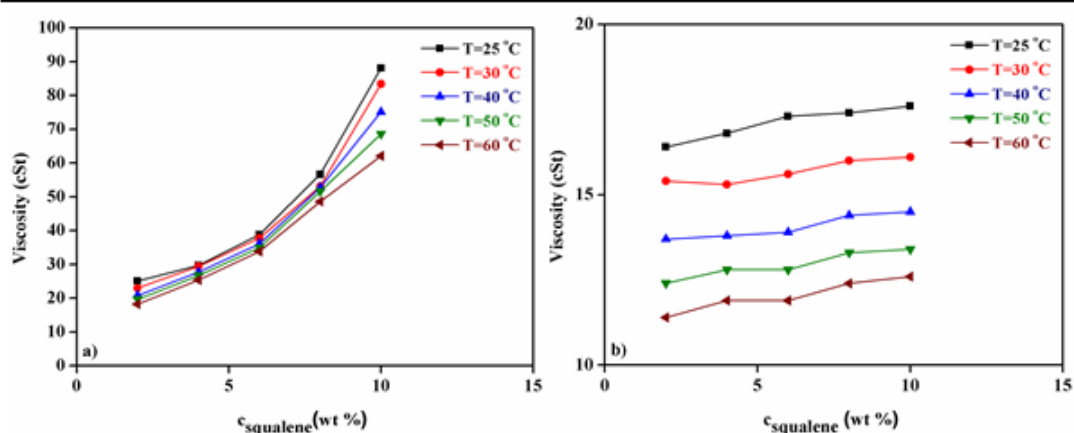 100
90
80
70
60
50
40
30
20
10
0
Viscosity (cSt)
T=25 °C
T=30 °C
T=40 °C
T=50 °C
T=60 °C
a)
0
5
10
15
c_squalene(wt %)
20
15
10
Viscosity (cSt)
T=25 °C
T=30 °C
T=40 °C
T=50 °C
T=60 °C
b)
0
5
10
15
c_squalene(wt %)